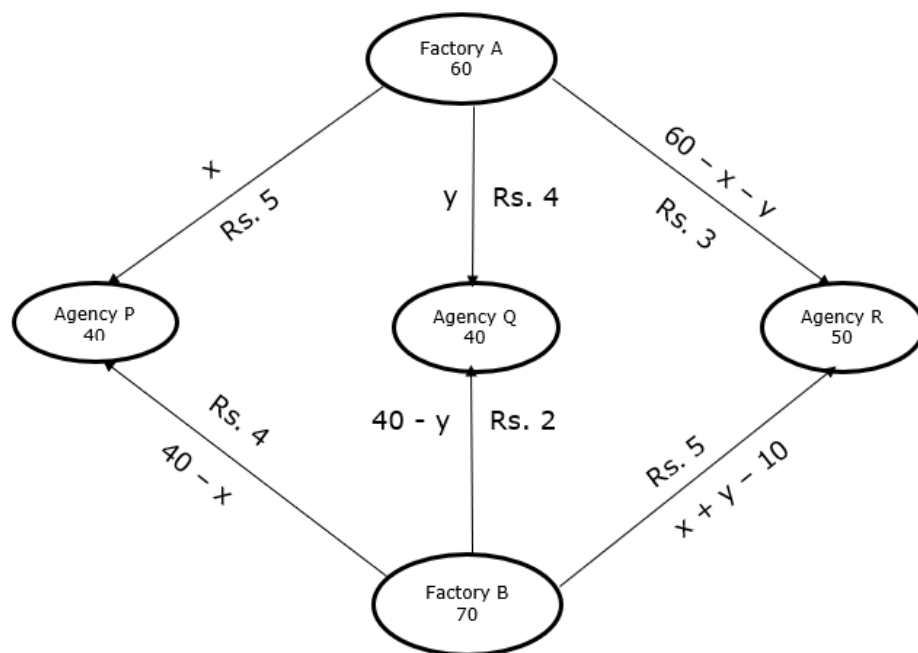 Factory A
60
x
Rs. 5
y
Rs. 4
60 – x – y
Rs. 3
Agency P
40
Agency Q
40
Agency R
50
Rs. 4
40 – x
40 - y
Rs. 2
Rs. 5
x + y – 10
Factory B
70